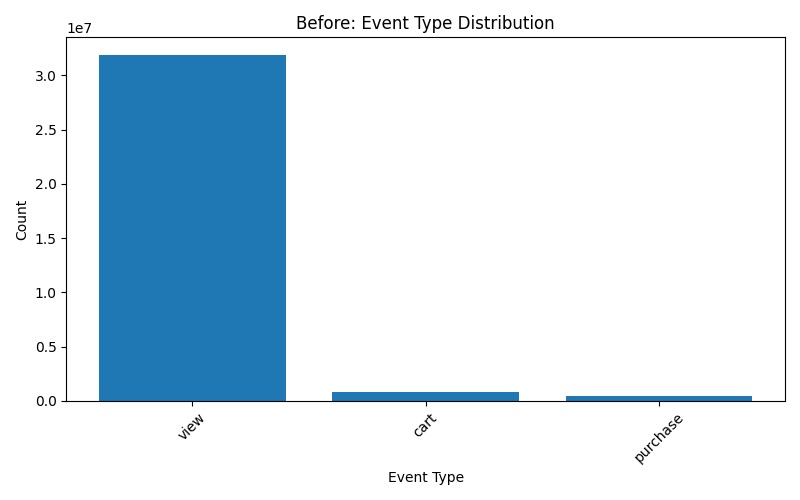 Before: Event Type Distribution
1e7
3.0
2.5
2.0
1.5
1.0
0.5
0.0
Count
view
cart
purchase
Event Type